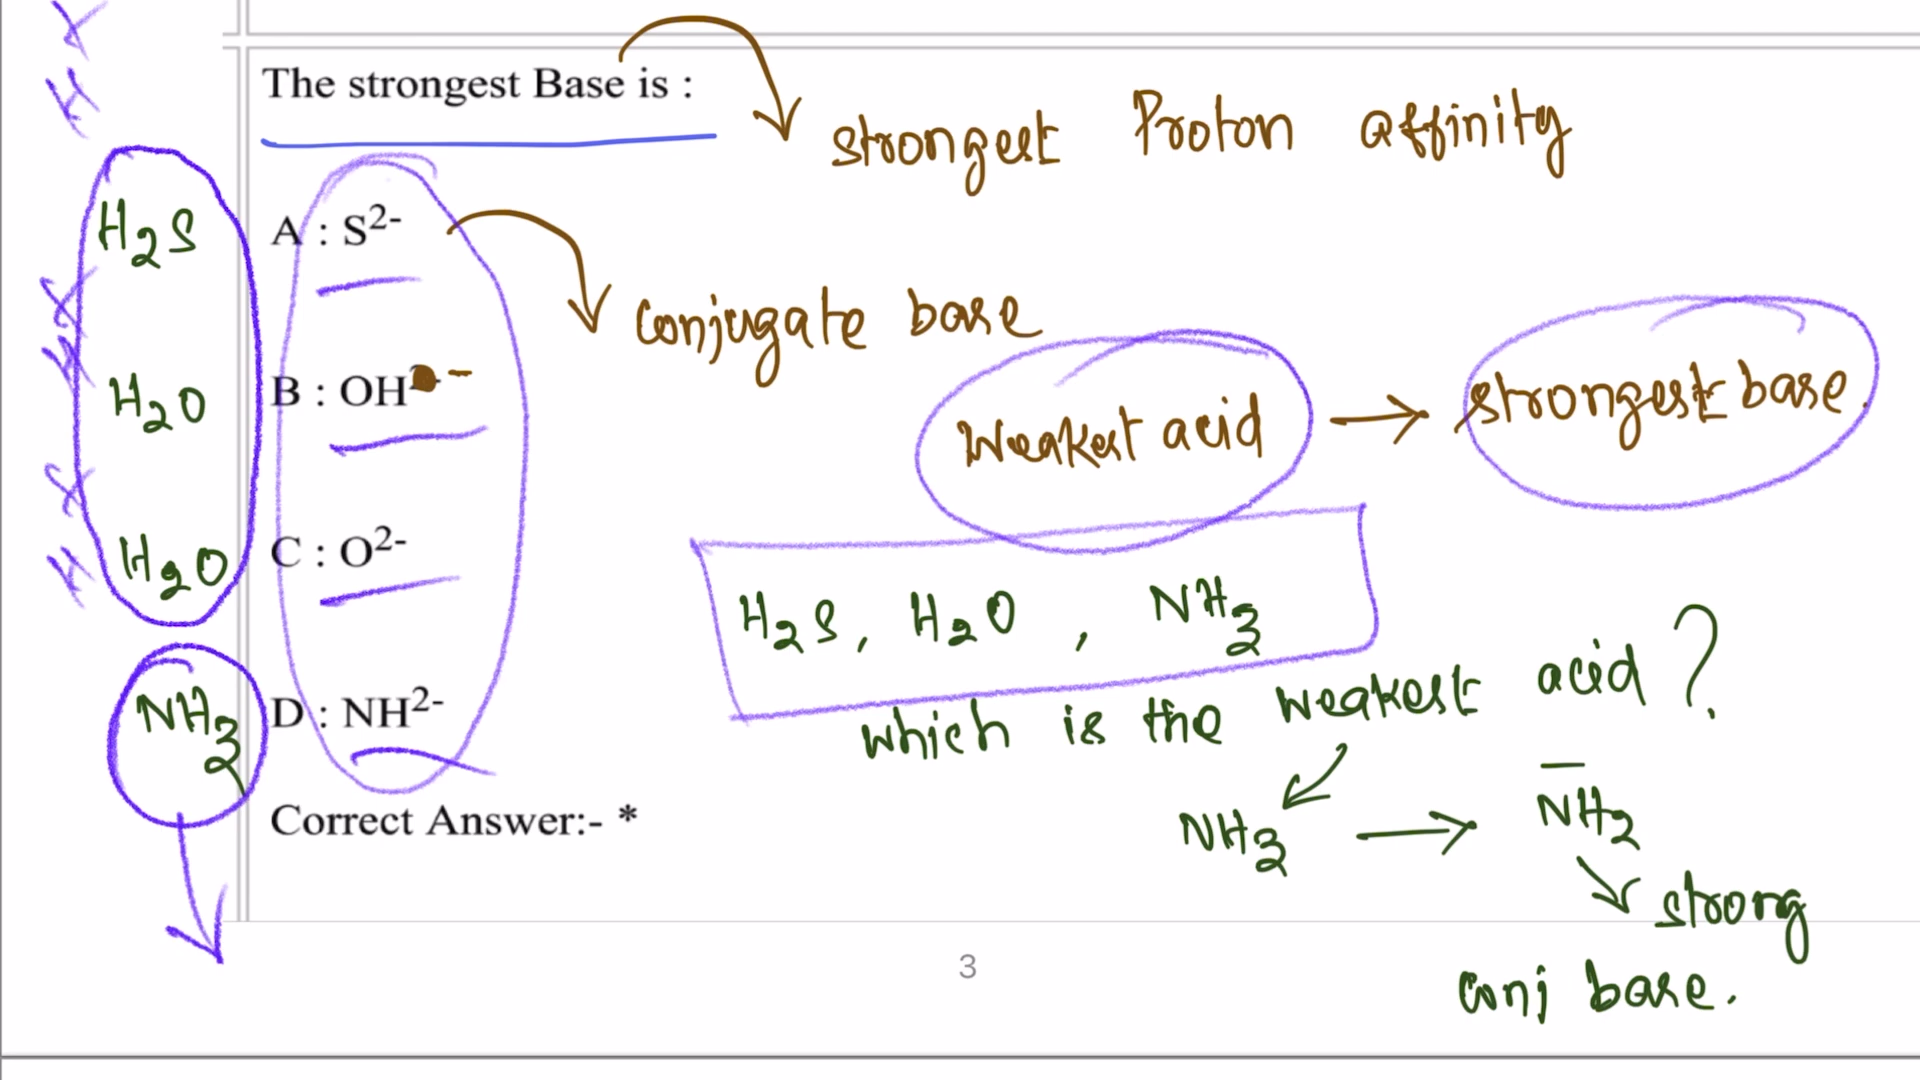 The strongest Base is :
strongest Proton affinity
H2S
A : S2-
conjugate base
H2O
B : OH-
Weakest acid → strongest base.
H2O
C : O2-
H2S, H2O, NH3
which is the weakest acid ?
NH3
D : NH2-
NH3 → NH2
strong
conj base.
Correct Answer:- *
3